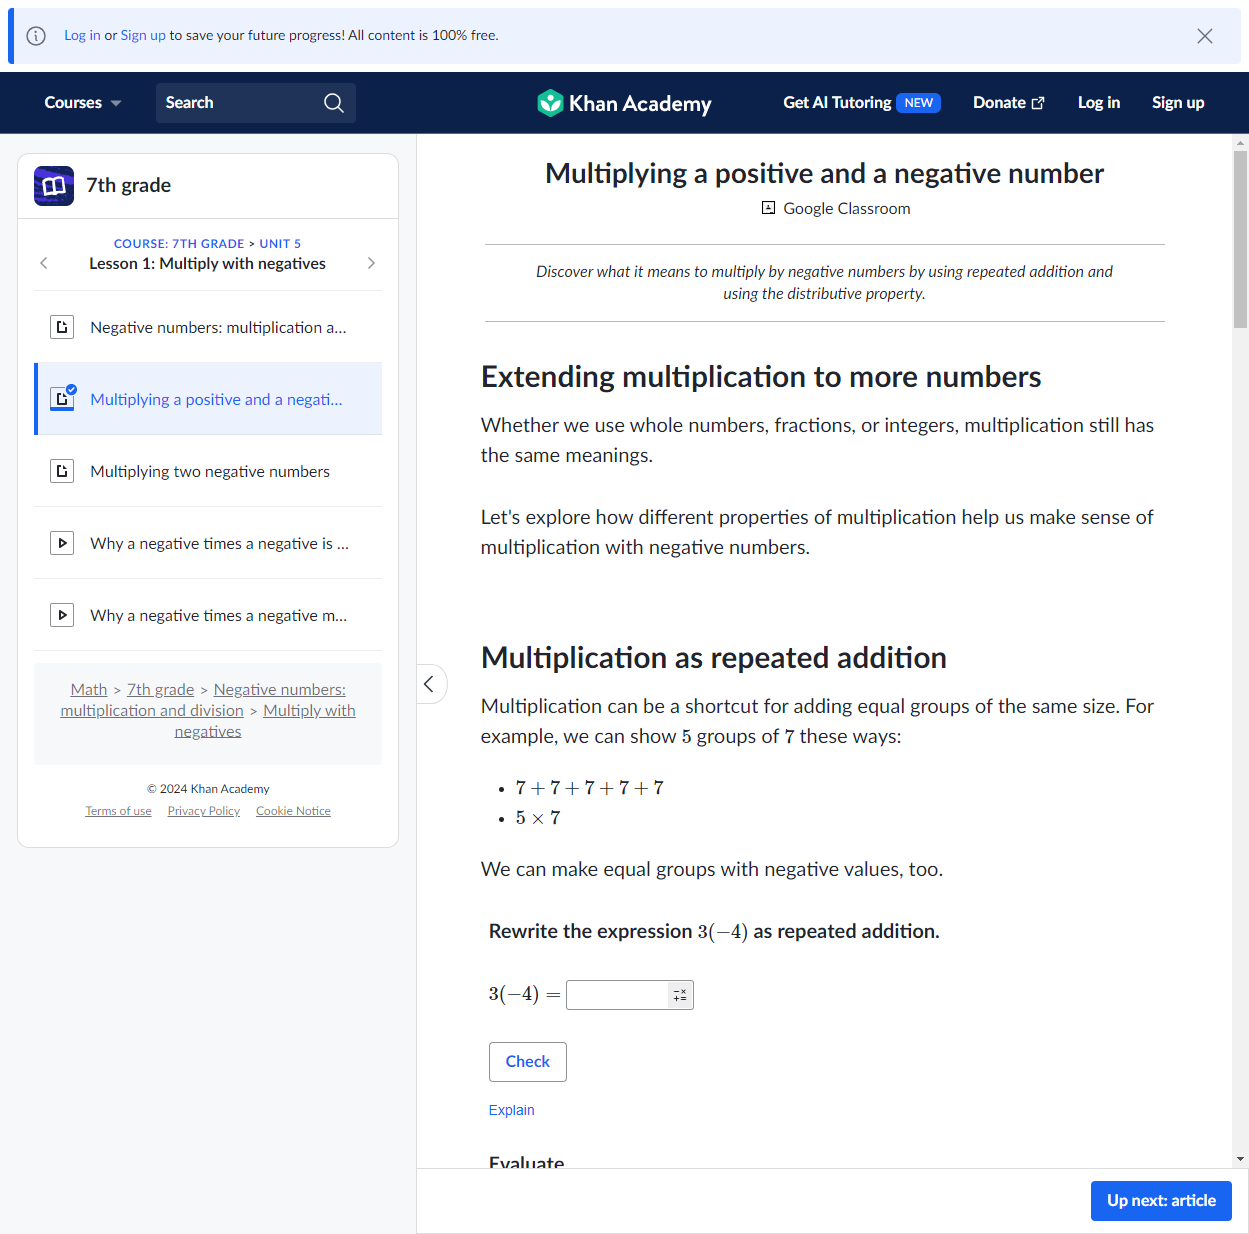 Log in or Sign up to save your future progress! All content is 100% free.
Courses
Search
Khan Academy
Get AI Tutoring NEW
Donate
Log in
Sign up
7th grade
COURSE: 7TH GRADE > UNIT 5
Lesson 1: Multiply with negatives
Negative numbers: multiplication a...
Multiplying a positive and a negati...
Multiplying two negative numbers
Why a negative times a negative is ...
Why a negative times a negative m...
Math > 7th grade > Negative numbers:
multiplication and division > Multiply with
negatives
© 2024 Khan Academy
Terms of use Privacy Policy Cookie Notice
Multiplying a positive and a negative number
Google Classroom
Discover what it means to multiply by negative numbers by using repeated addition and
using the distributive property.
Extending multiplication to more numbers
Whether we use whole numbers, fractions, or integers, multiplication still has
the same meanings.
Let's explore how different properties of multiplication help us make sense of
multiplication with negative numbers.
Multiplication as repeated addition
Multiplication can be a shortcut for adding equal groups of the same size. For
example, we can show 5 groups of 7 these ways:
• 7 + 7 + 7 + 7 + 7
• 5 × 7
We can make equal groups with negative values, too.
Rewrite the expression 3(−4) as repeated addition.
3(−4) =
Check
Explain
Evaluate
Up next: article